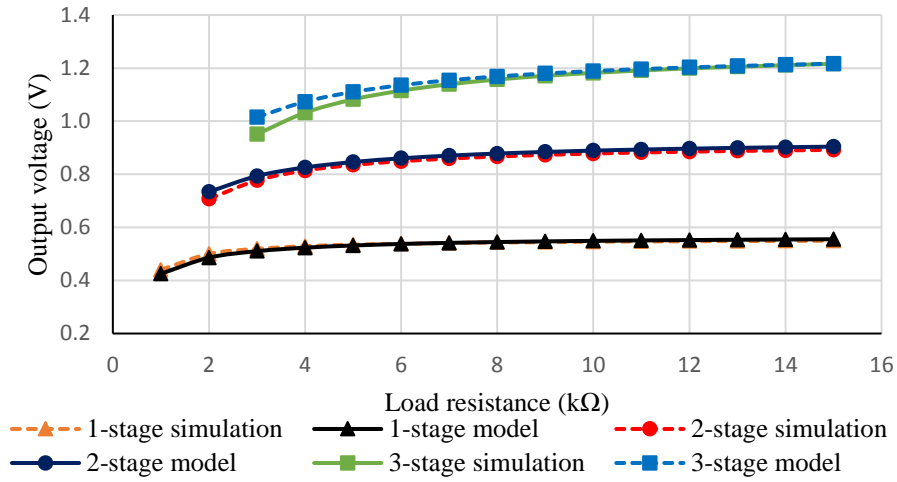 1.4
1.2
1.0
0.8
0.6
0.4
0.2
Output voltage (V)
0 2 4 6 8 10 12 14 16
Load resistance (kΩ)
1-stage simulation 1-stage model 2-stage simulation
2-stage model 3-stage simulation 3-stage model